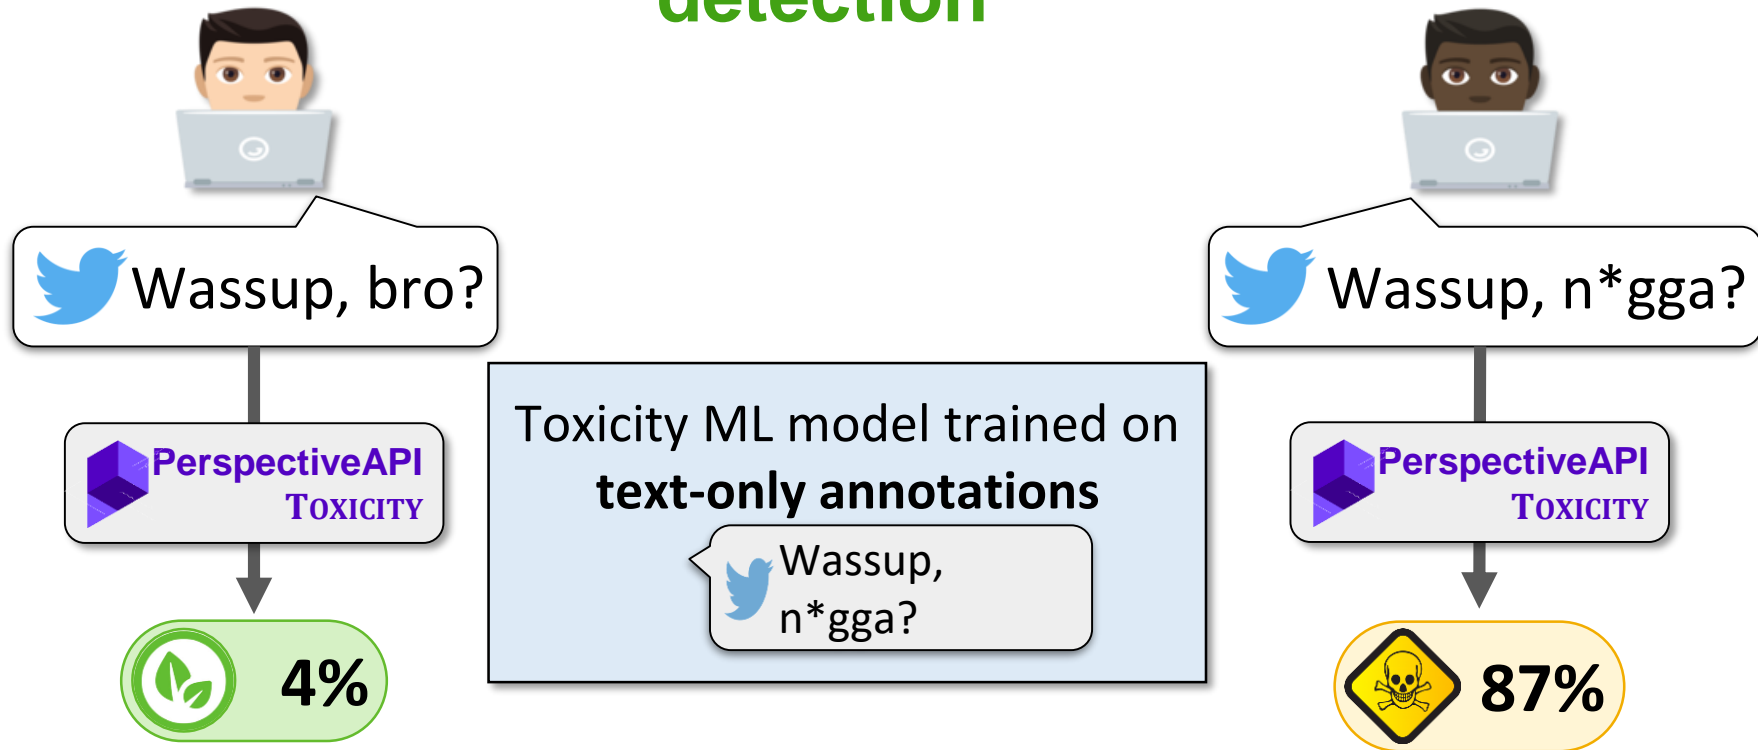 detection
Wassup, bro?
Wassup, n*gga?
Toxicity ML model trained on
text-only annotations
Wassup,
n*gga?
PerspectiveAPI
TOXICITY
PerspectiveAPI
TOXICITY
4%
87%